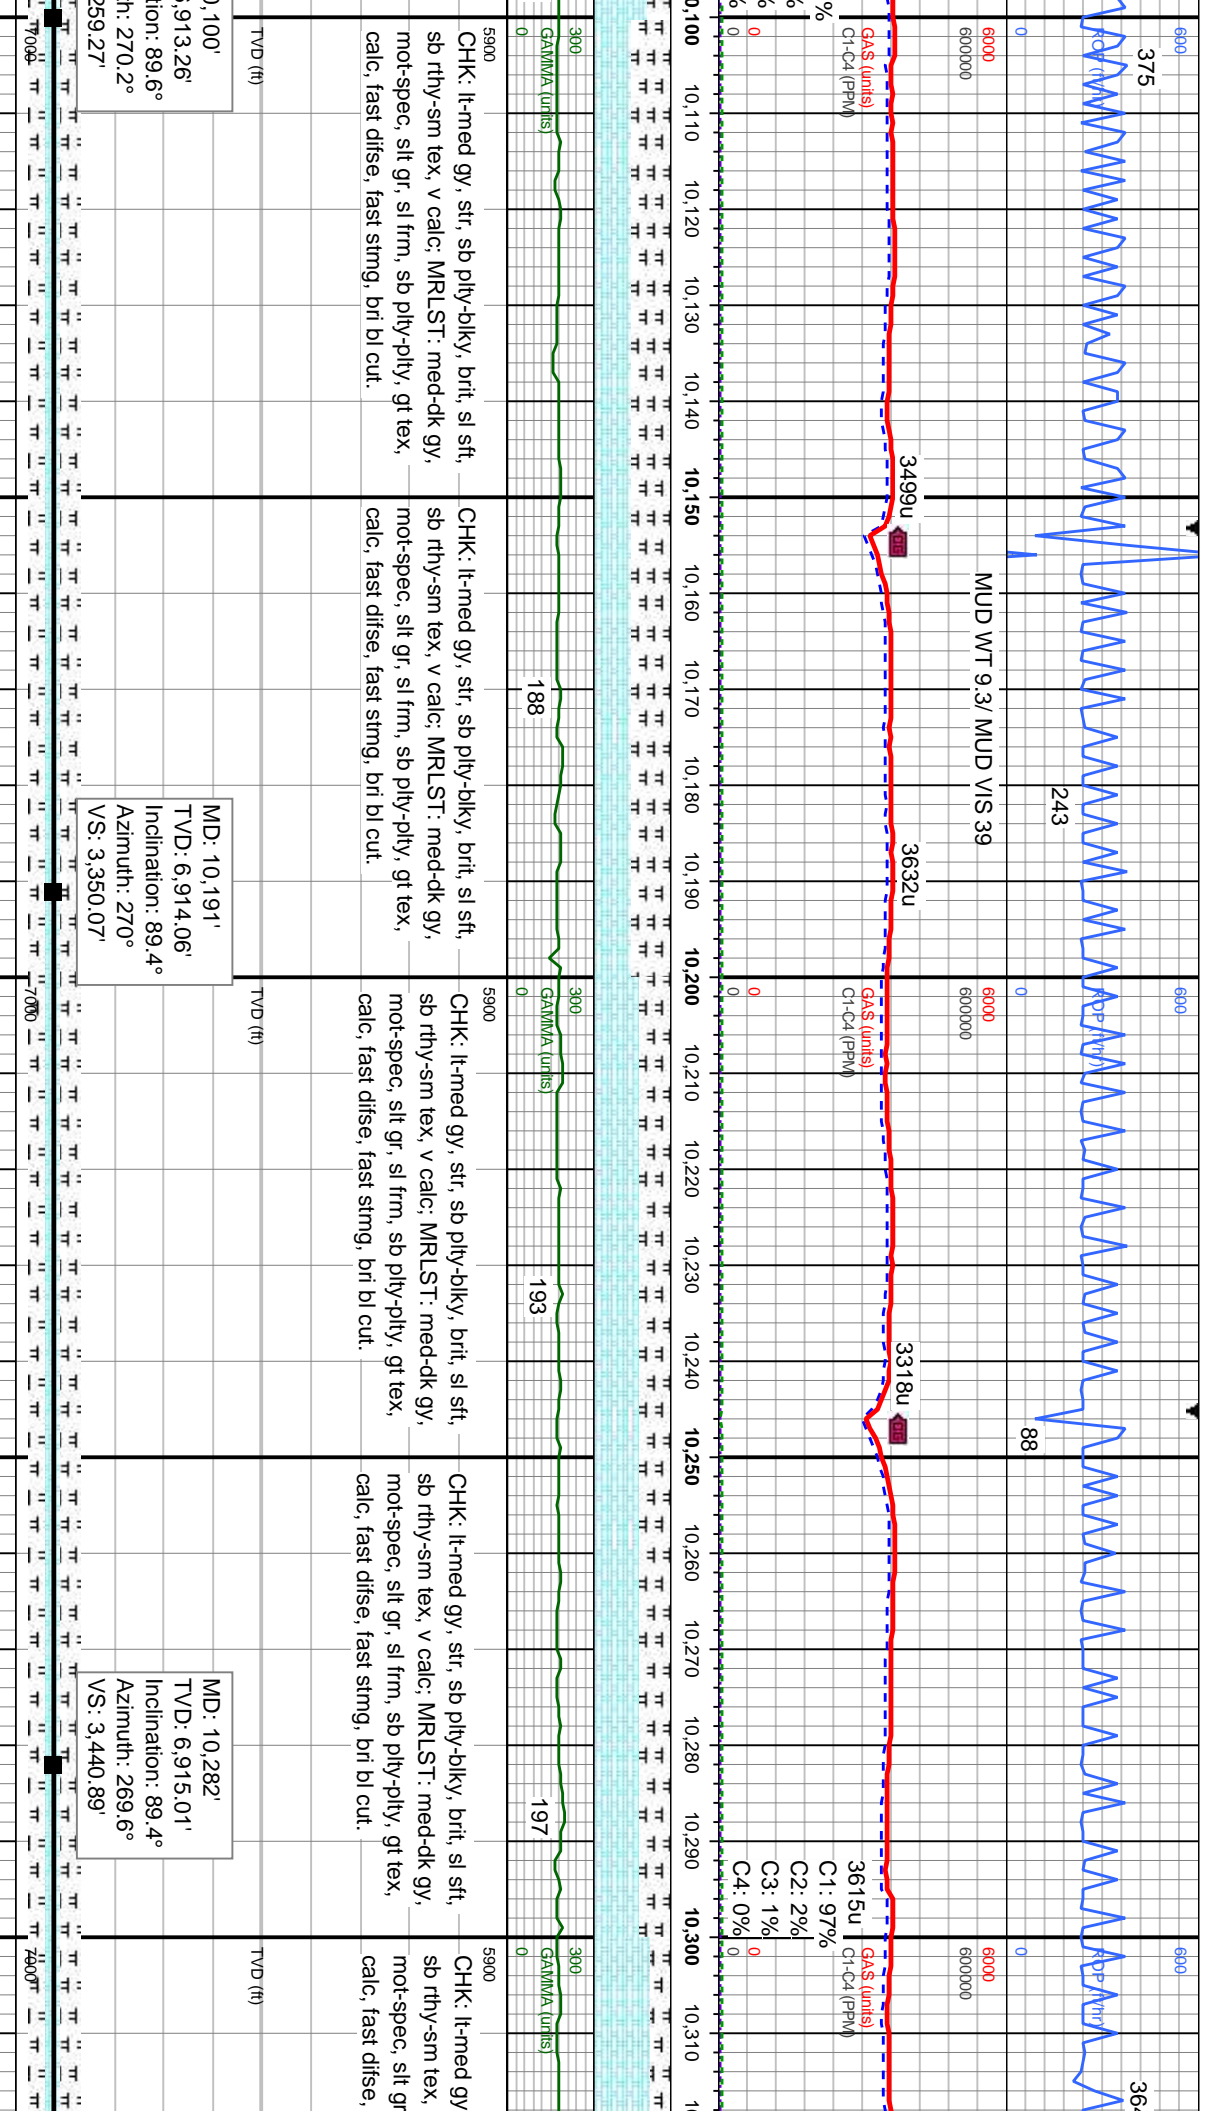 375
243
88
364
600
ROP (ft/hr)
0
600
ROP (ft/hr)
0
600
ROP (ft/hr)
0
MUD WT 9.3/ MUD VIS 39
6000
600000
GAS (units)
C1-C4 (PPM)
0
0
6000
600000
GAS (units)
C1-C4 (PPM)
0
0
6000
600000
GAS (units)
C1-C4 (PPM)
0
0
%
%
%
%
3499u
3632u
3318u
3615u
C1: 97%
C2: 2%
C3: 1%
C4: 0%
0,100
10,110
10,120
10,130
10,140
10,150
10,160
10,170
10,180
10,190
10,200
10,210
10,220
10,230
10,240
10,250
10,260
10,270
10,280
10,290
10,300
10,310
300
GAMMA (units)
0
300
GAMMA (units)
0
300
GAMMA (units)
0
188
193
197
5900
5900
5900
CHK: lt-med gy, str, sb plty-blky, brit, sl sft,
sb rthy-sm tex, v calc; MRLST: med-dk gy,
mot-spec, slt gr, sl frm, sb plty-plty, gt tex,
calc, fast difse, fast stmg, bri bl cut.
CHK: lt-med gy, str, sb plty-blky, brit, sl sft,
sb rthy-sm tex, v calc; MRLST: med-dk gy,
mot-spec, slt gr, sl frm, sb plty-plty, gt tex,
calc, fast difse, fast stmg, bri bl cut.
CHK: lt-med gy, str, sb plty-blky, brit, sl sft,
sb rthy-sm tex, v calc; MRLST: med-dk gy,
mot-spec, slt gr, sl frm, sb plty-plty, gt tex,
calc, fast difse, fast stmg, bri bl cut.
CHK: lt-med gy, str, sb plty-blky, brit, sl sft,
sb rthy-sm tex, v calc; MRLST: med-dk gy,
mot-spec, slt gr, sl frm, sb plty-plty, gt tex,
calc, fast difse, fast stmg, bri bl cut.
CHK: lt-med gy
sb rthy-sm tex,
mot-spec, slt gr
calc, fast difse,
TVD (ft)
TVD (ft)
TVD (ft)
0,100'
6,913.26'
tion: 89.6°
h: 270.2°
259.27'
MD: 10,191'
TVD: 6,914.06'
Inclination: 89.4°
Azimuth: 270°
VS: 3,350.07'
MD: 10,282'
TVD: 6,915.01'
Inclination: 89.4°
Azimuth: 269.6°
VS: 3,440.89'
7000
7000
7000